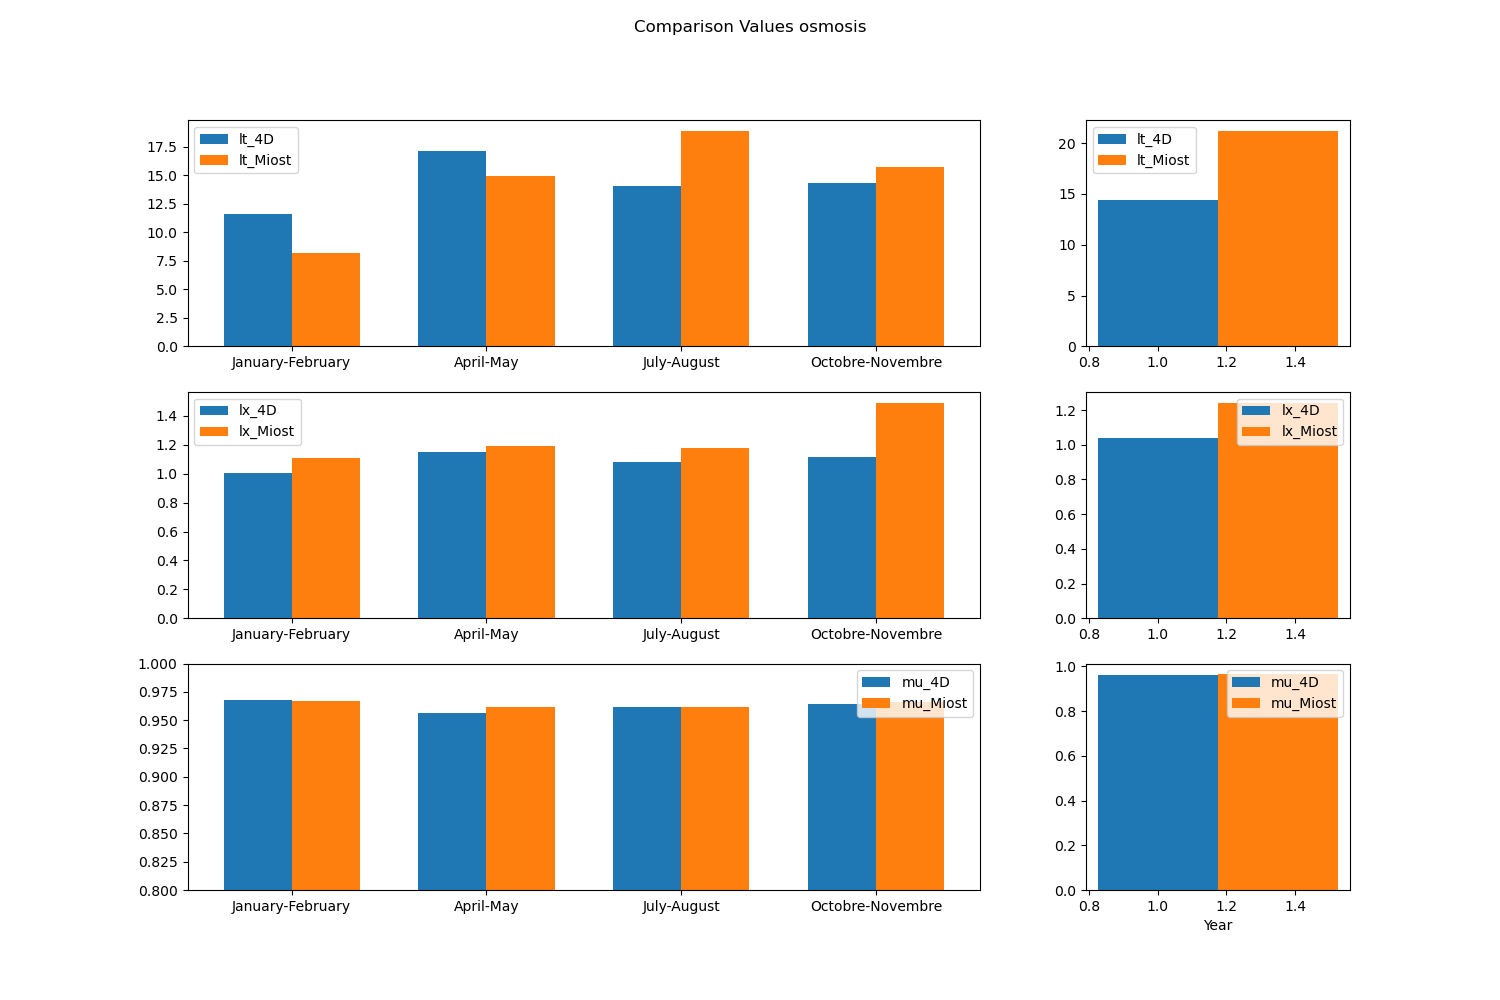 Comparison Values osmosis
lt_4D
lt_Miost
17.5
15.0
12.5
10.0
7.5
5.0
2.5
0.0
January-February April-May July-August Octobre-Novembre
lt_4D
lt_Miost
20
15
10
5
0
0.8 1.0 1.2 1.4
lx_4D
lx_Miost
1.4
1.2
1.0
0.8
0.6
0.4
0.2
0.0
January-February April-May July-August Octobre-Novembre
lx_4D
lx_Miost
1.2
1.0
0.8
0.6
0.4
0.2
0.0
0.8 1.0 1.2 1.4
mu_4D
mu_Miost
1.000
0.975
0.950
0.925
0.900
0.875
0.850
0.825
0.800
January-February April-May July-August Octobre-Novembre
mu_4D
mu_Miost
1.0
0.8
0.6
0.4
0.2
0.0
0.8 1.0 1.2 1.4
Year